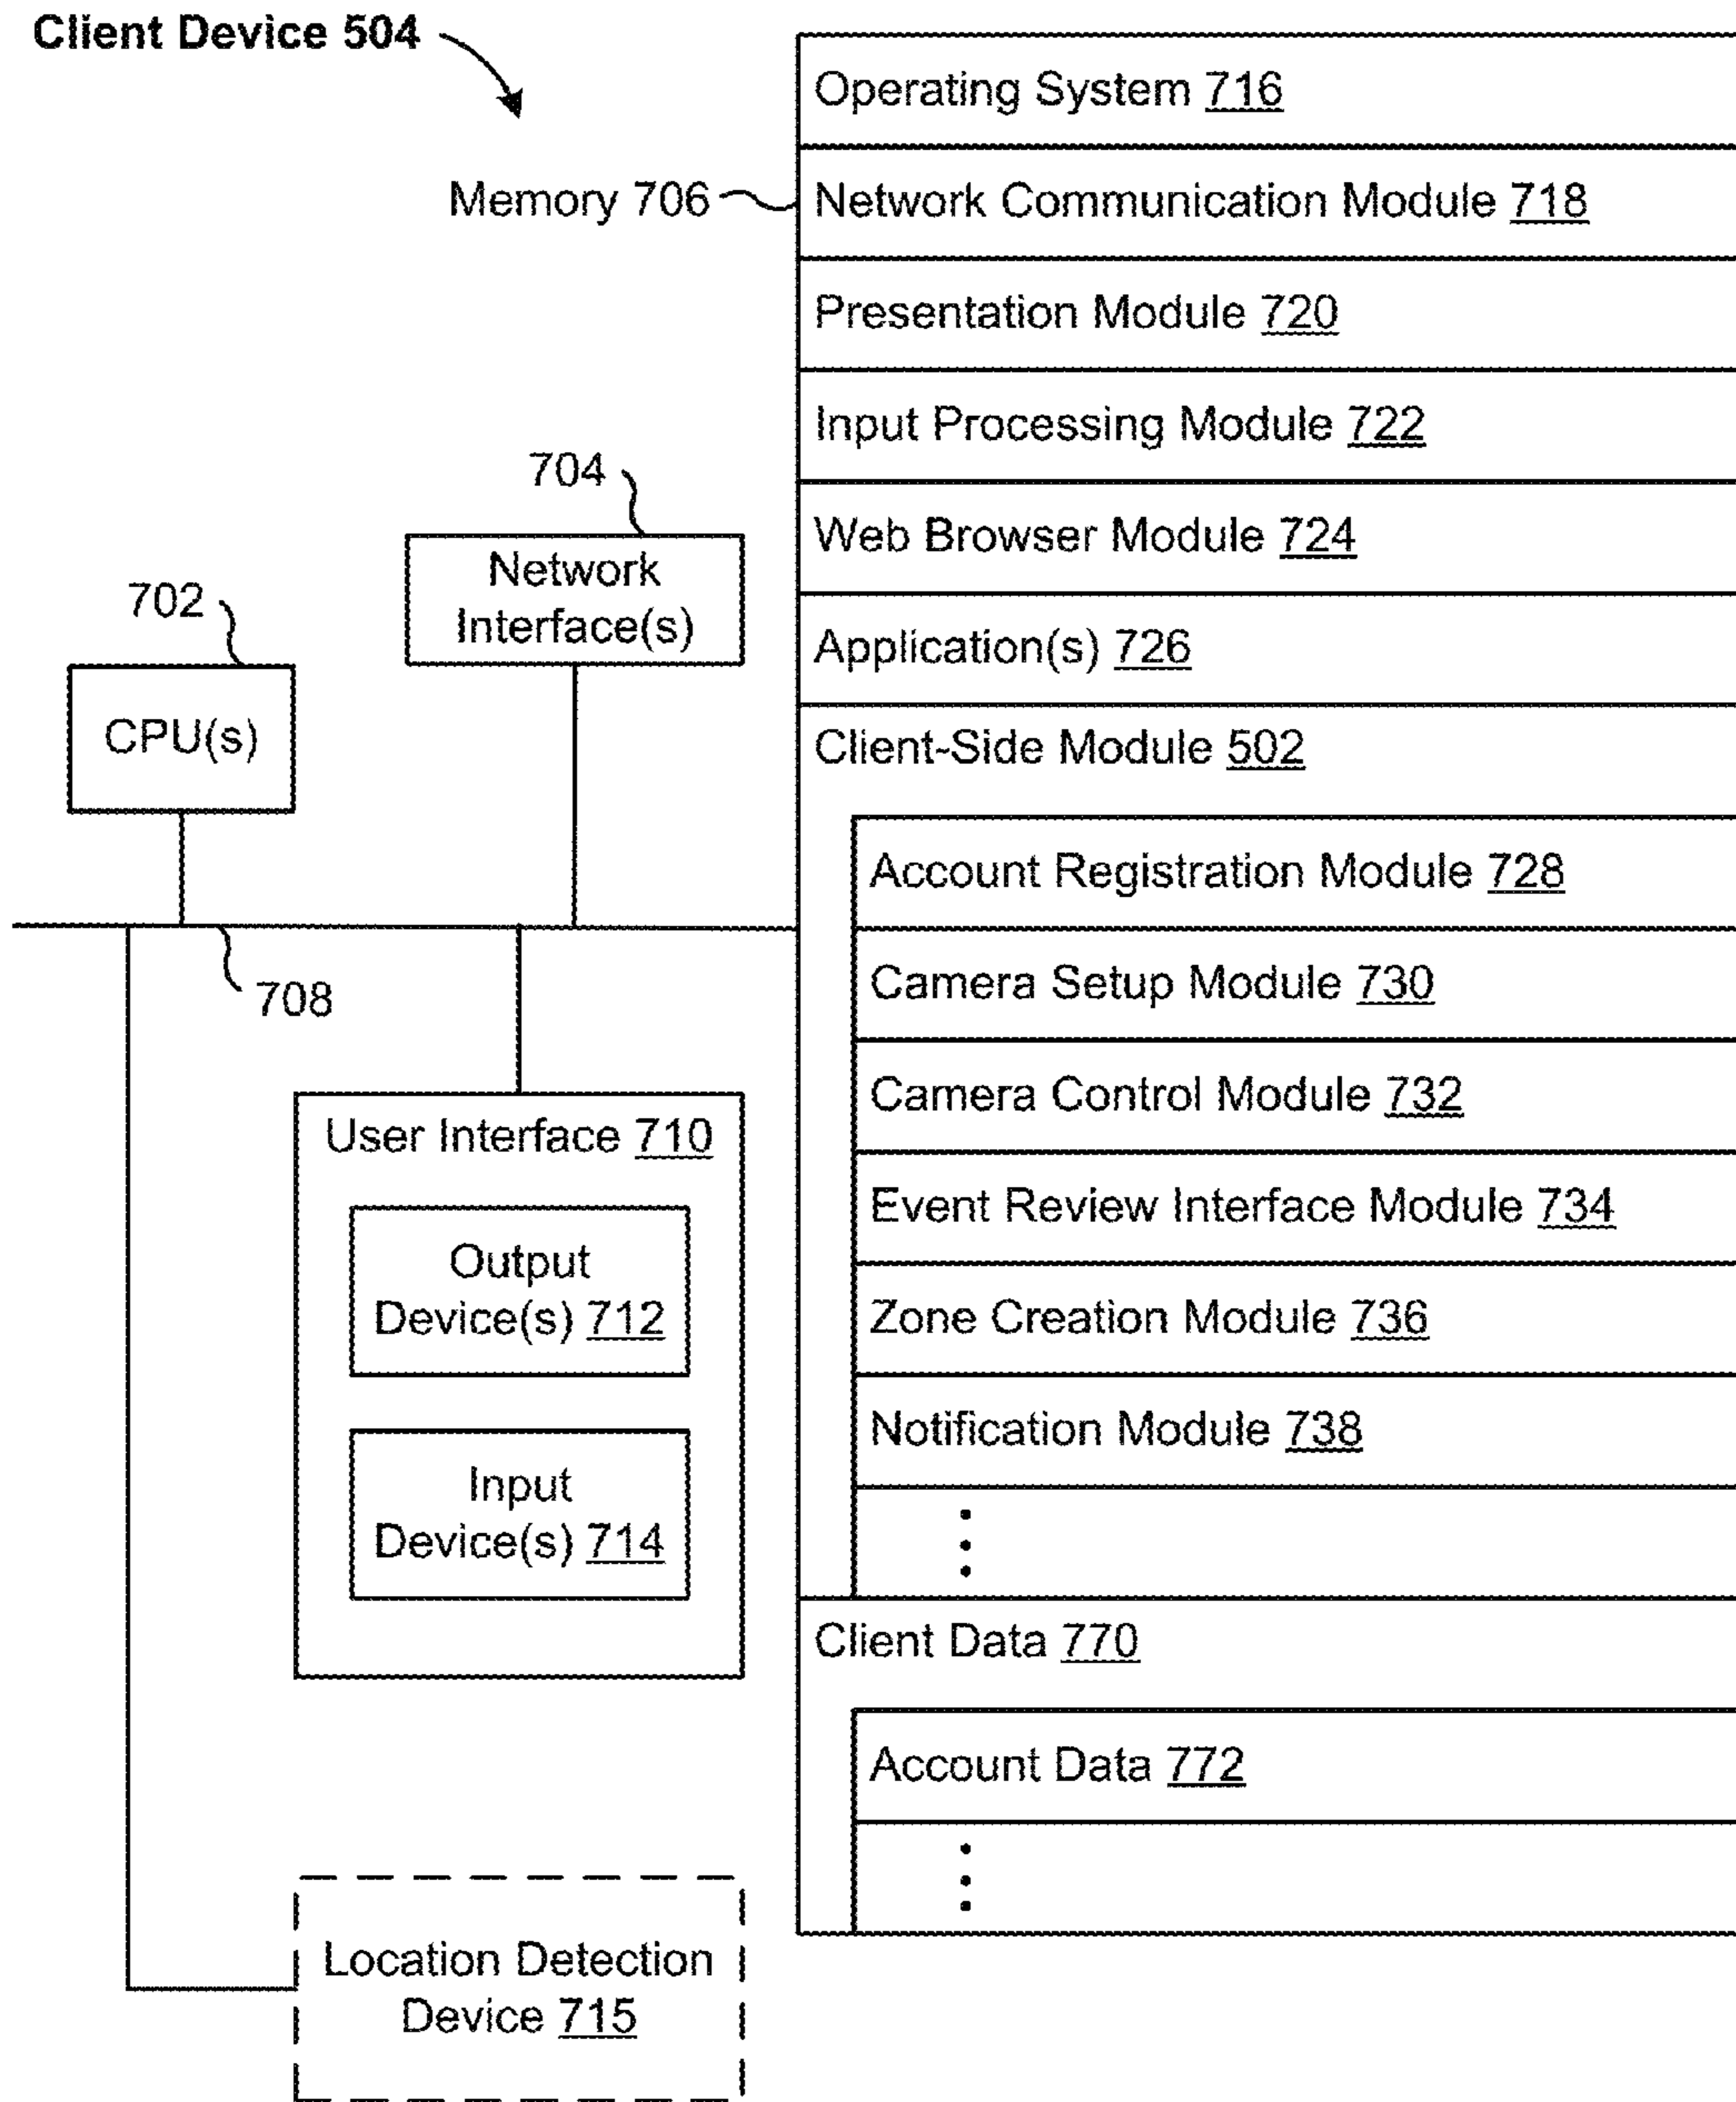 Client Device 504
Operating System 716
Memory 706
Network Communication Module 718
Presentation Module 720
Input Processing Module 722
704
Web Browser Module 724
Network
Interface(s)
702
Application(s) 726
CPU(s)
Client-Side Module 502
Account Registration Module 728
708
Camera Setup Module 730
Camera Control Module 732
User Interface 710
Event Review Interface Module 734
Output
Device(s) 712
Zone Creation Module 736
Notification Module 738
Input
Device(s) 714
Client Data 770
Account Data 772
Location Detection
Device 715